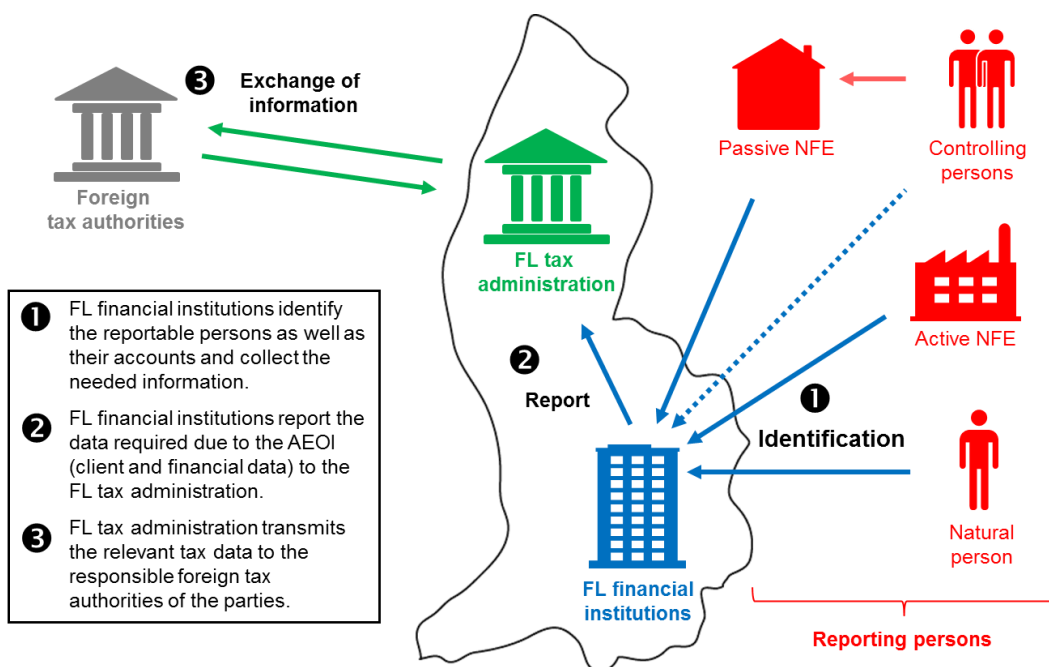 ❸ Exchange of
information
Foreign
tax authorities
FL tax
administration
Passive NFE
Controlling
persons
Active NFE
❶ FL financial institutions identify
the reportable persons as well as
their accounts and collect the
needed information.
❷ FL financial institutions report the
data required due to the AEOI
(client and financial data) to the
FL tax administration.
❸ FL tax administration transmits
the relevant tax data to the
responsible foreign tax
authorities of the parties.
❷
Report
❶
Identification
Natural
person
FL financial
institutions
Reporting persons